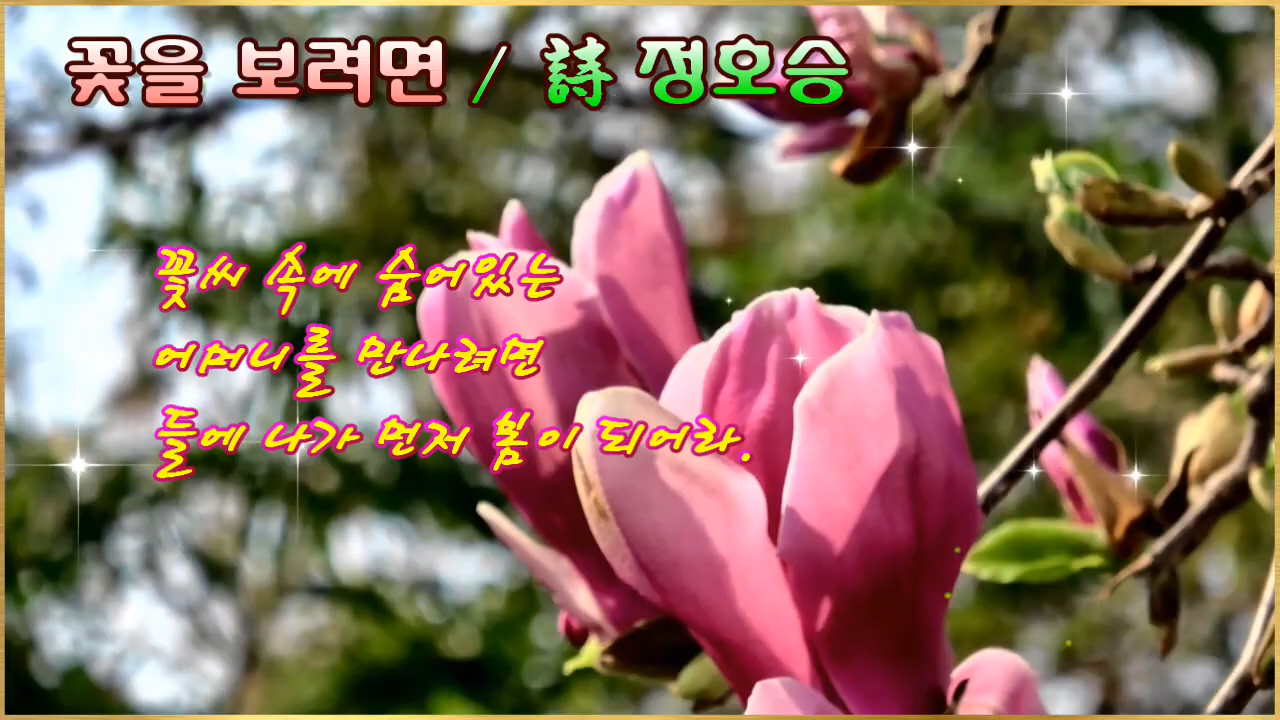 꽃을 보려면 / 詩 정호승
꽃씨 속에 숨어있는
어머니를 만나려면
들에 나가 먼저 봄이 되어라.